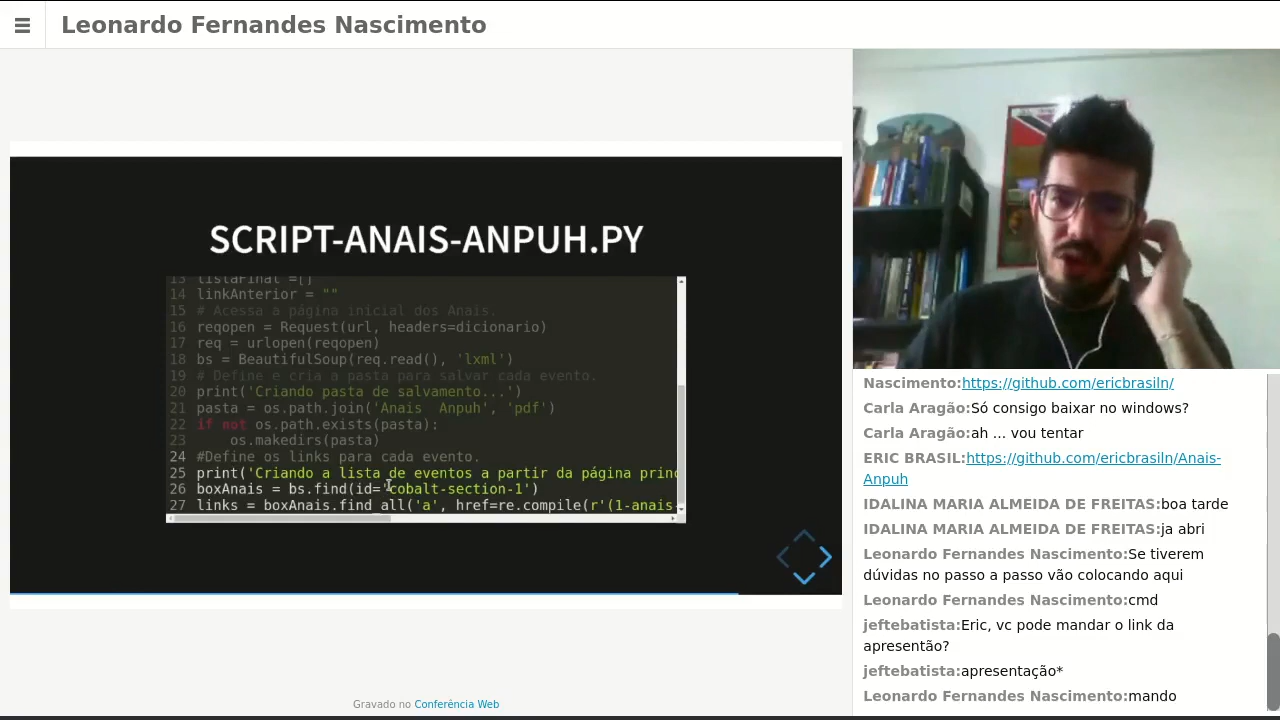 Leonardo Fernandes Nascimento
SCRIPT-ANAIS-ANPUH.PY
13 listaFinal =[]
14 linkAnterior = ""
15 # Acessa a página inicial dos Anais.
16 reqopen = Request(url, headers=dicionario)
17 req = urlopen(reqopen)
18 bs = BeautifulSoup(req.read(), 'lxml')
19 # Define e cria a pasta para salvar cada evento.
20 print('Criando pasta de salvamento...')
21 pasta = os.path.join('Anais Anpuh', 'pdf')
22 if not os.path.exists(pasta):
23 os.makedirs(pasta)
24 #Define os links para cada evento.
25 print('Criando a lista de eventos a partir da página princ
26 boxAnais = bs.find(id='cobalt-section-1')
27 links = boxAnais.find_all('a', href=re.compile(r'(1-anais-
Gravado no Conferência Web
Nascimento:https://github.com/ericbrasiln/
Carla Aragão:Só consigo baixar no windows?
Carla Aragão:ah ... vou tentar
ERIC BRASIL:https://github.com/ericbrasiln/Anais-
Anpuh
IDALINA MARIA ALMEIDA DE FREITAS:boa tarde
IDALINA MARIA ALMEIDA DE FREITAS:ja abri
Leonardo Fernandes Nascimento:Se tiverem
dúvidas no passo a passo vão colocando aqui
Leonardo Fernandes Nascimento:cmd
jeftebatista:Eric, vc pode mandar o link da
apresentão?
jeftebatista:apresentação*
Leonardo Fernandes Nascimento:mando